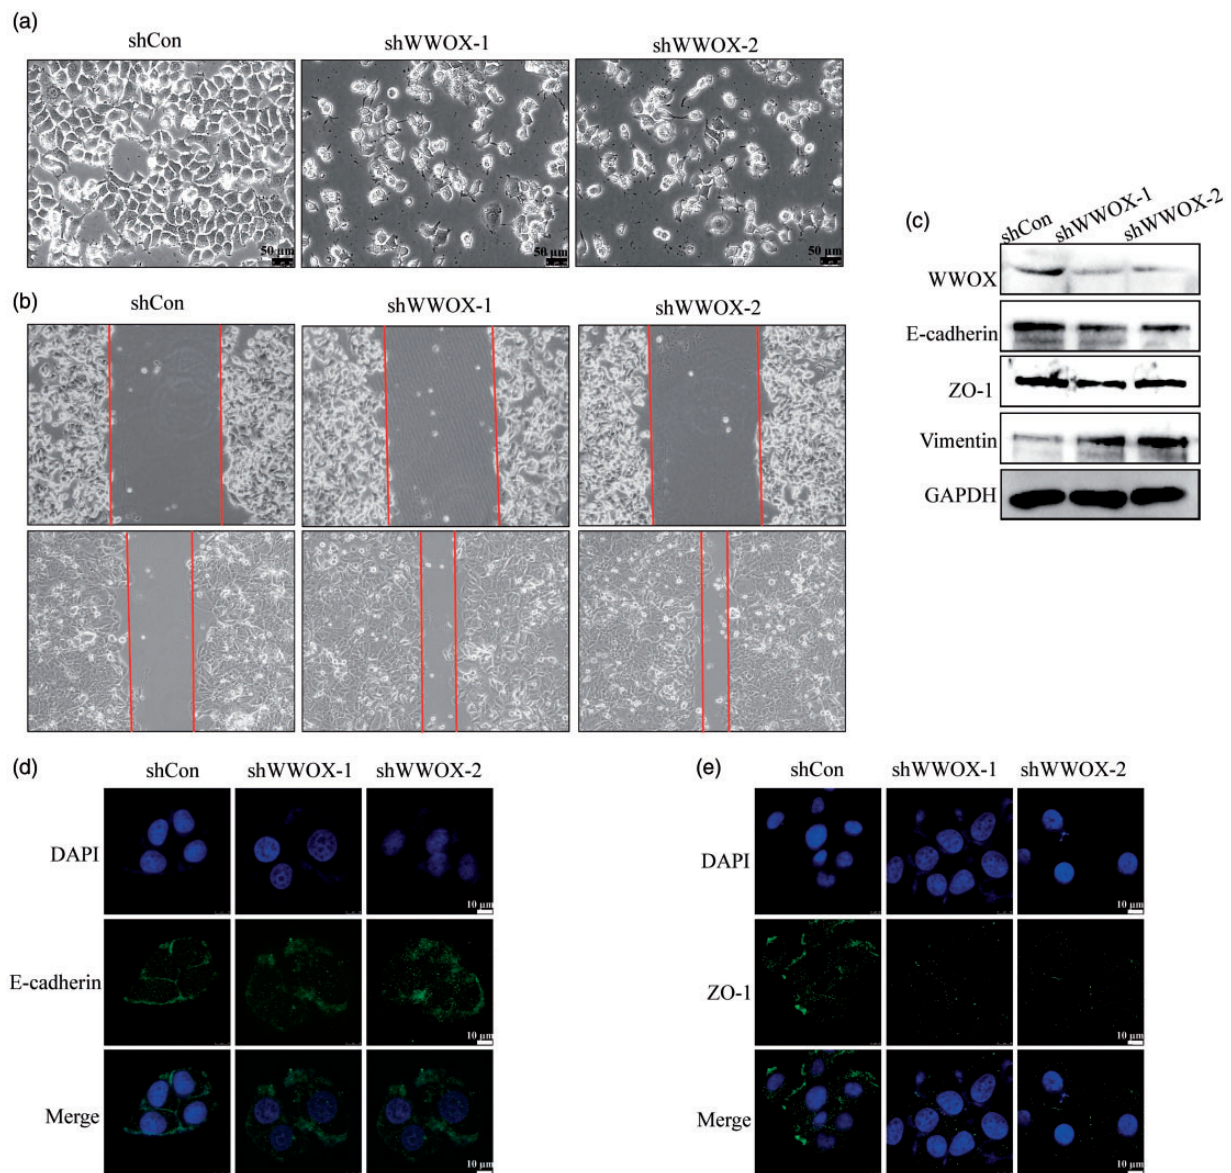 (a)
shCon shWWOX-1 shWWOX-2
50 µm 50 µm 50 µm
(b)
shCon shWWOX-1 shWWOX-2
(c)
shCon shWWOX-1 shWWOX-2
WWOX
E-cadherin
ZO-1
Vimentin
GAPDH
(d)
shCon shWWOX-1 shWWOX-2
DAPI
10 µm
E-cadherin
10 µm
Merge
10 µm
(e)
shCon shWWOX-1 shWWOX-2
DAPI
10 µm
ZO-1
10 µm
Merge
10 µm